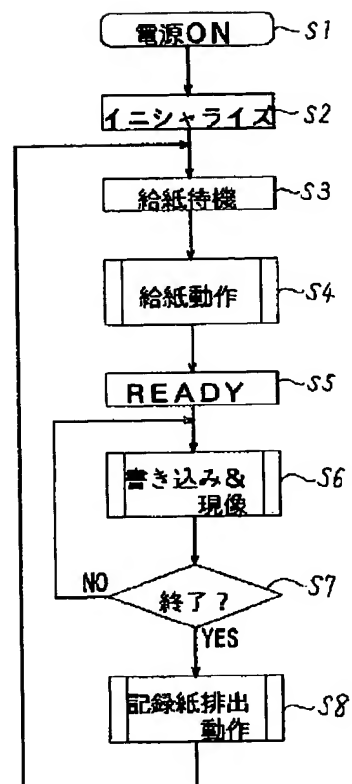 電源ON
S1
イニシャライズ
S2
給紙待機
S3
給紙動作
S4
READY
S5
書き込み&
現像
S6
終了?
S7
NO
YES
記録紙排出
動作
S8